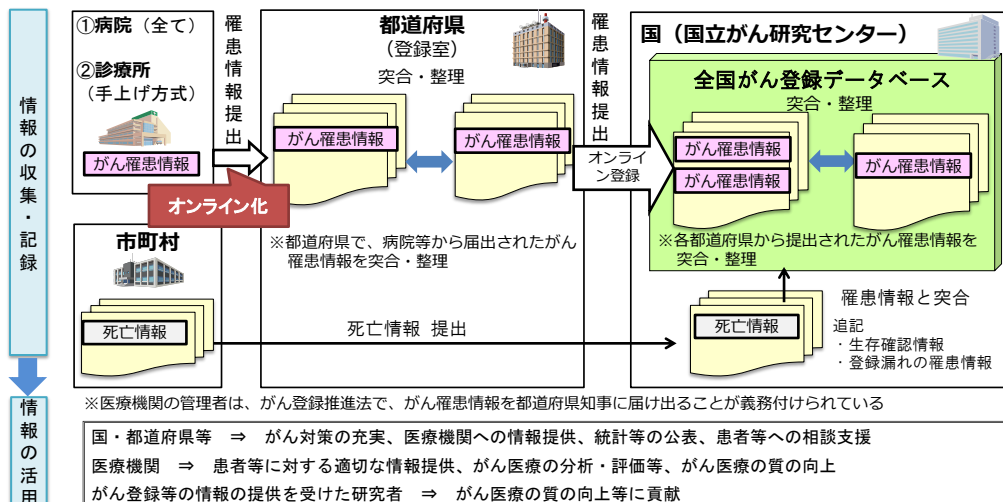 情報の収集・記録
①病院（全て）
②診療所
（手上げ方式）
がん罹患情報
罹患情報提出
オンライン化
都道府県
（登録室）
突合・整理
がん罹患情報
がん罹患情報
※都道府県で、病院等から届出されたがん
罹患情報を突合・整理
罹患情報提出
オンライ
ン登録
国（国立がん研究センター）
全国がん登録データベース
突合・整理
がん罹患情報
がん罹患情報
がん罹患情報
※各都道府県から提出されたがん罹患情報を
突合・整理
市町村
死亡情報
死亡情報 提出
死亡情報
罹患情報と突合
追記
・生存確認情報
・登録漏れの罹患情報
※医療機関の管理者は、がん登録推進法で、がん罹患情報を都道府県知事に届け出ることが義務付けられている
情報の活用
国・都道府県等 ⇒ がん対策の充実、医療機関への情報提供、統計等の公表、患者等への相談支援
医療機関 ⇒ 患者等に対する適切な情報提供、がん医療の分析・評価等、がん医療の質の向上
がん登録等の情報の提供を受けた研究者 ⇒ がん医療の質の向上等に貢献